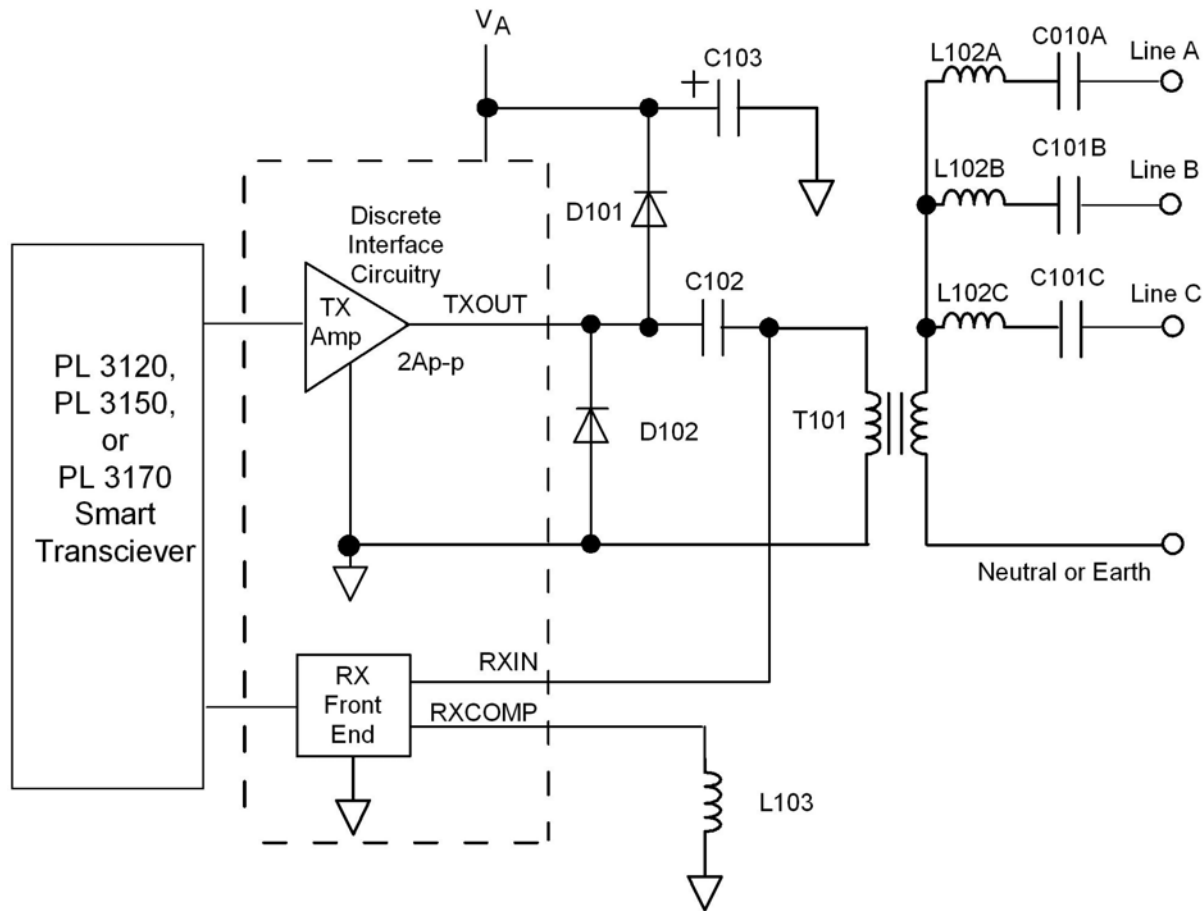 VA
+
C103
L102A
C010A
Line A
L102B
C101B
Line B
L102C
C101C
Line C
D101
Discrete
Interface
Circuitry
TX
Amp
TXOUT
2Ap-p
C102
D102
T101
PL 3120,
PL 3150,
or
PL 3170
Smart
Transciever
Neutral or Earth
RX
Front
End
RXIN
RXCOMP
L103